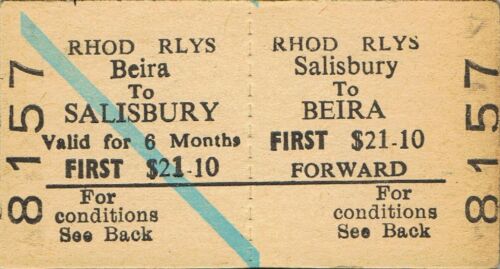 8157
RHOD RLYS
Beira
To
SALISBURY
Valid for 6 Months
FIRST $21-10
For
conditions
See Back
RHOD RLYS
Salisbury
To
BEIRA
FIRST $21-10
FORWARD
For
conditions
See Back
8157